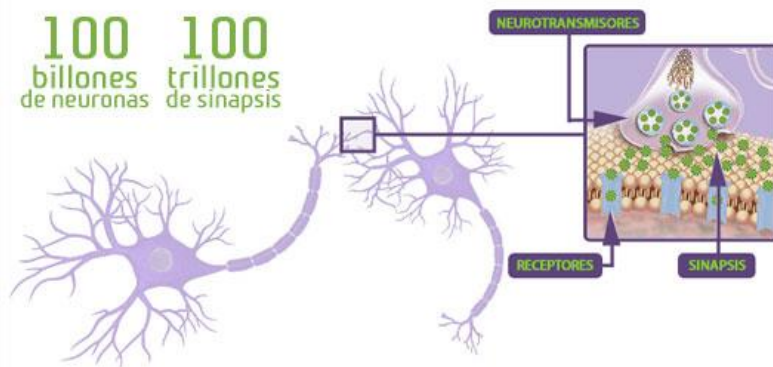 100
billones
de neuronas
100
trillones
de sinapsis
NEUROTRANSMISORES
RECEPTORES
SINAPSIS